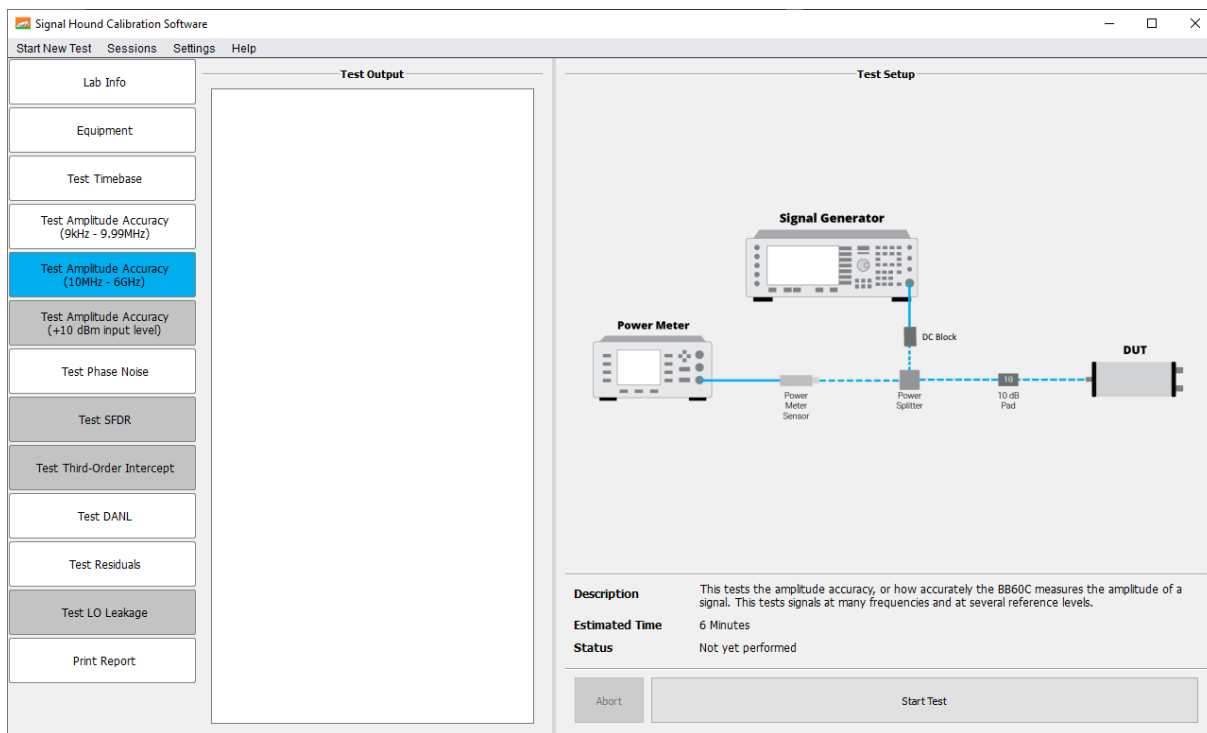 Signal Hound Calibration Software
Start New Test Sessions Settings Help
Lab Info
Equipment
Test Timebase
Test Amplitude Accuracy
(9kHz - 9.99MHz)
Test Amplitude Accuracy
(10MHz - 6GHz)
Test Amplitude Accuracy
(+10 dBm input level)
Test Phase Noise
Test SFDR
Test Third-Order Intercept
Test DANL
Test Residuals
Test LO Leakage
Print Report
Test Output
Test Setup
Signal Generator
Power Meter
DC Block
DUT
10
Power
Meter
Sensor
Power
Splitter
10 dB
Pad
Description
This tests the amplitude accuracy, or how accurately the BB60C measures the amplitude of a
signal. This tests signals at many frequencies and at several reference levels.
Estimated Time
6 Minutes
Status
Not yet performed
Abort
Start Test